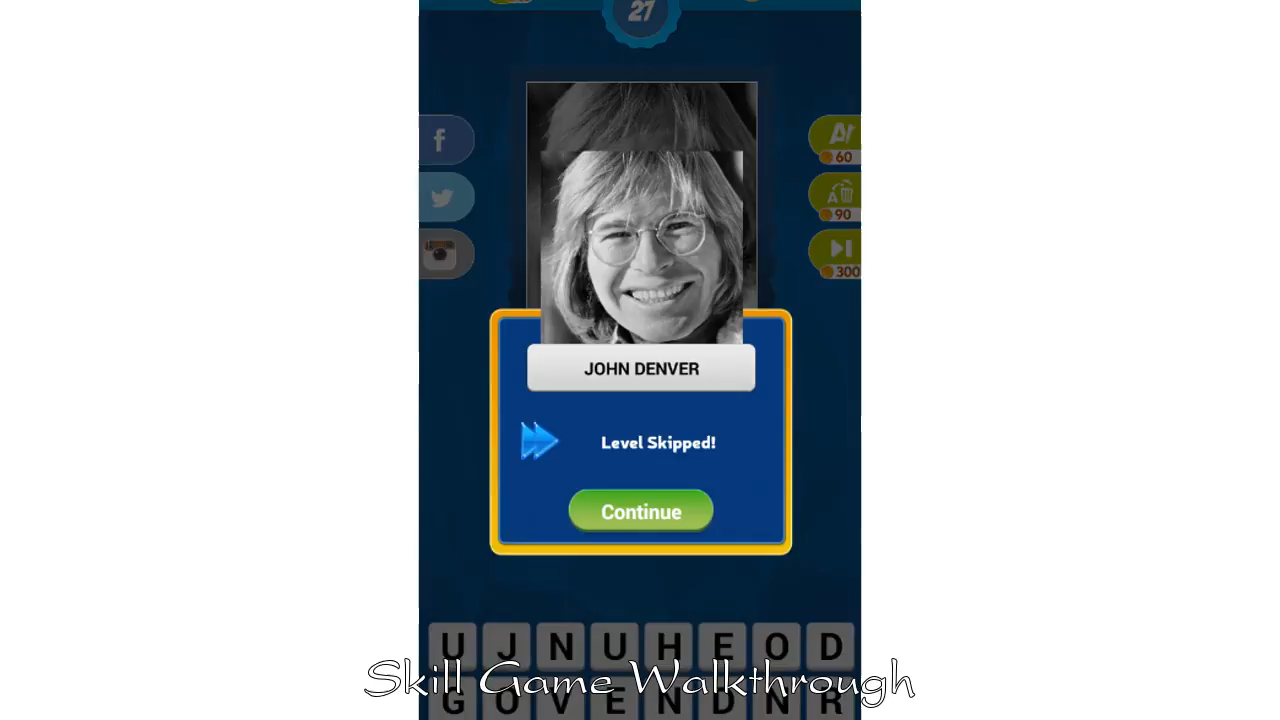 27
f
A
60
A
90
300
JOHN DENVER
Level Skipped!
Continue
U J N U H E O D
G O V E N D N R
Skill Game Walkthrough